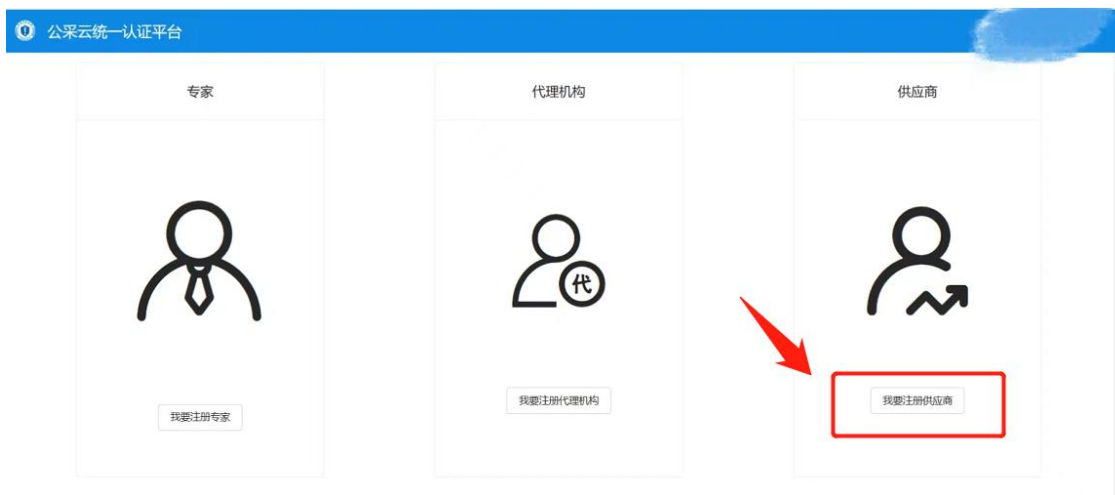 公采云统一认证平台
专家
代理机构
供应商
代
我要注册专家
我要注册代理机构
我要注册供应商